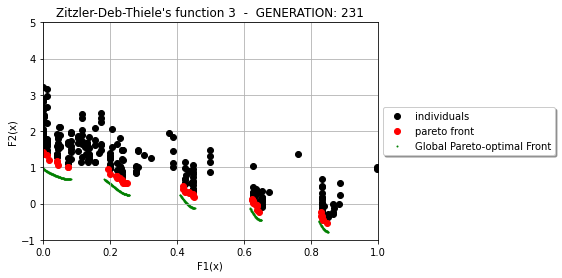 Zitzler-Deb-Thiele's function 3 - GENERATION: 231
5
4
3
2
1
0
−1
F2(x)
0.0 0.2 0.4 0.6 0.8 1.0
F1(x)
individuals
pareto front
Global Pareto-optimal Front